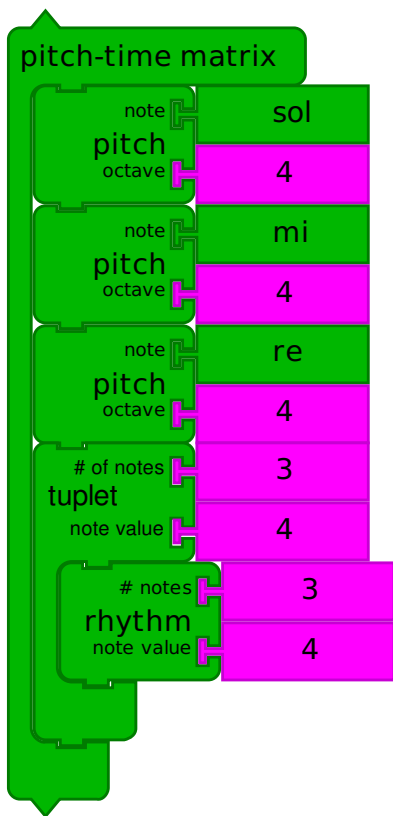 pitch-time matrix
note sol
pitch
octave 4
note mi
pitch
octave 4
note re
pitch
octave 4
# of notes 3
tuplet
note value 4
# notes 3
rhythm
note value 4